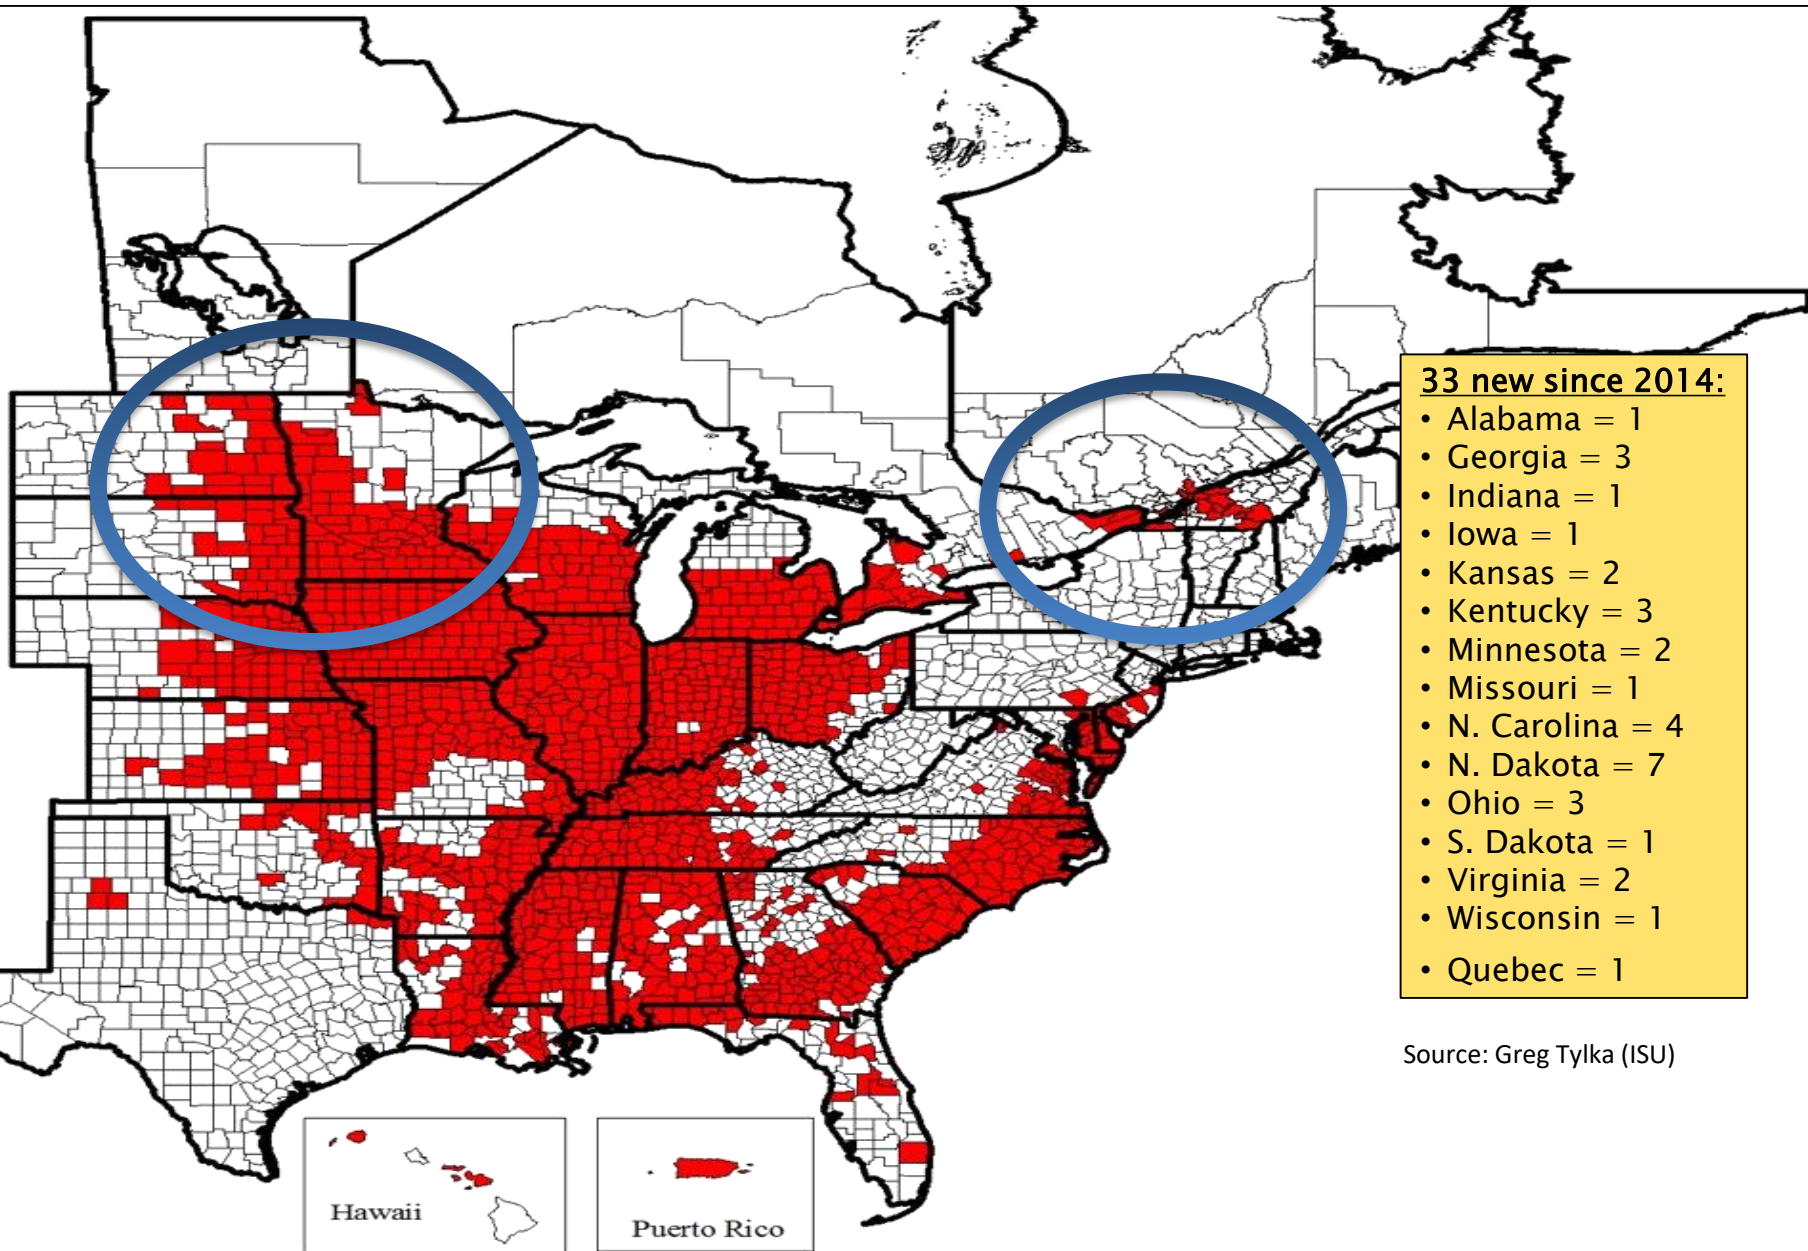 33 new since 2014:
• Alabama = 1
• Georgia = 3
• Indiana = 1
• Iowa = 1
• Kansas = 2
• Kentucky = 3
• Minnesota = 2
• Missouri = 1
• N. Carolina = 4
• N. Dakota = 7
• Ohio = 3
• S. Dakota = 1
• Virginia = 2
• Wisconsin = 1
• Quebec = 1
Source: Greg Tylka (ISU)
Hawaii
Puerto Rico